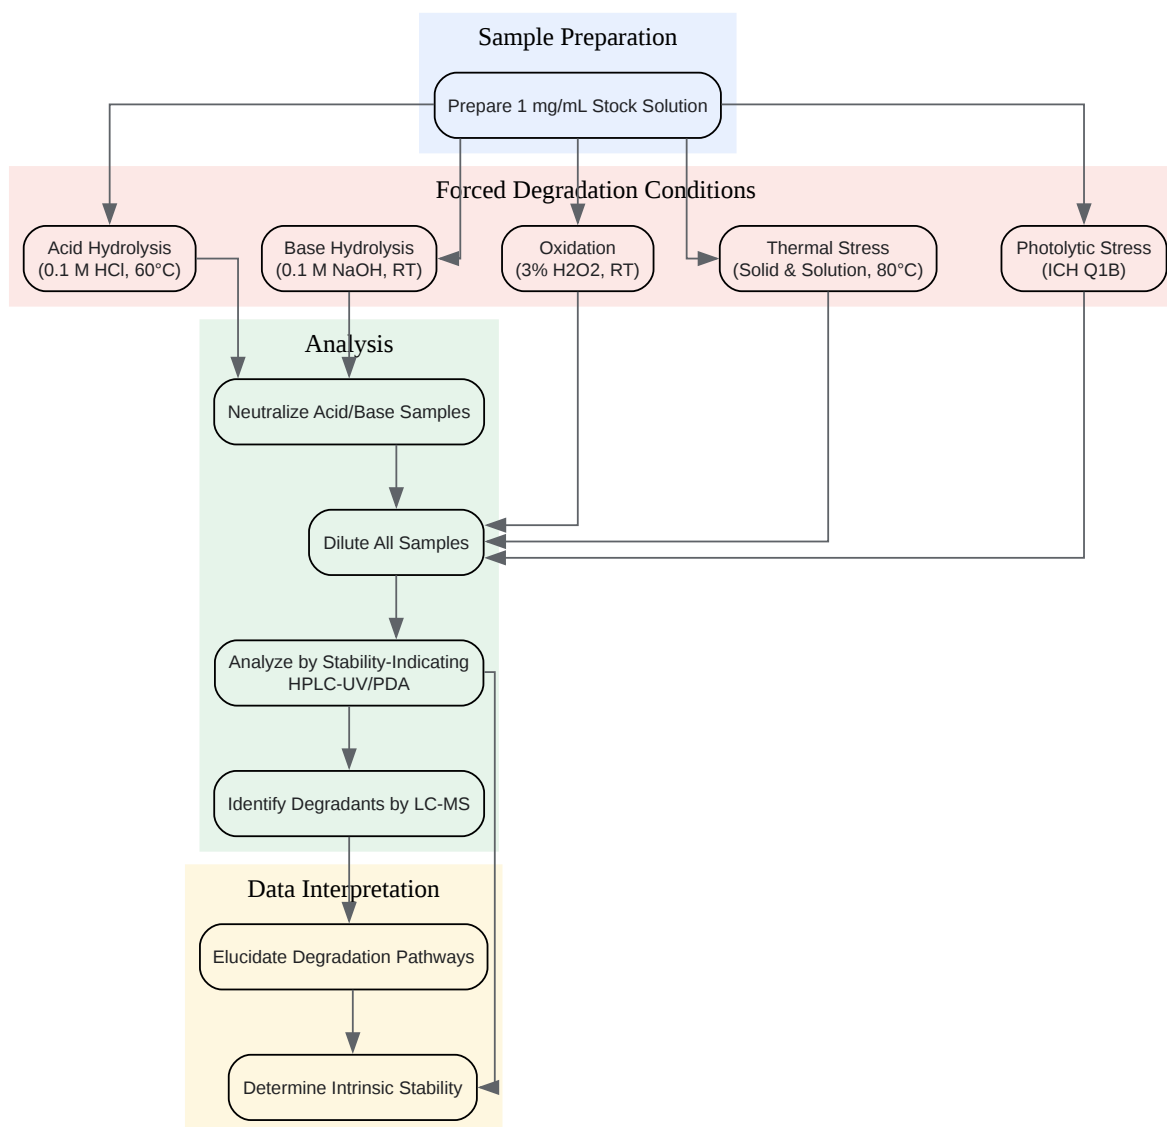 Sample Preparation
Prepare 1 mg/mL Stock Solution
Forced Degradation Conditions
Acid Hydrolysis
(0.1 M HCl, 60°C)
Base Hydrolysis
(0.1 M NaOH, RT)
Oxidation
(3% H2O2, RT)
Thermal Stress
(Solid & Solution, 80°C)
Photolytic Stress
(ICH Q1B)
Analysis
Neutralize Acid/Base Samples
Dilute All Samples
Analyze by Stability-Indicating
HPLC-UV/PDA
Identify Degradants by LC-MS
Data Interpretation
Elucidate Degradation Pathways
Determine Intrinsic Stability